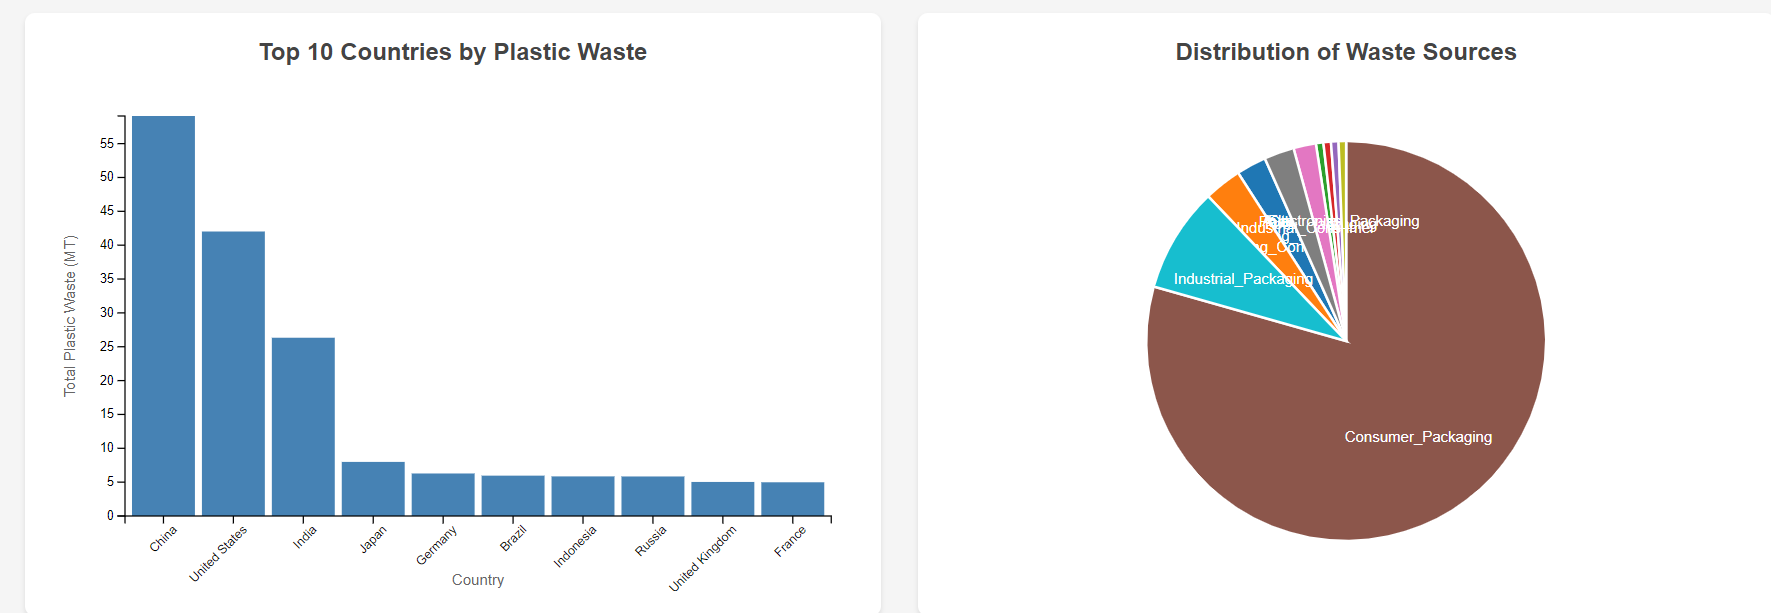 Top 10 Countries by Plastic Waste
55
50
45
40
35
30
25
20
15
10
5
0
Total Plastic Waste (MT)
China
United States
India
Japan
Germany
Brazil
Indonesia
Russia
United Kingdom
France
Country
Distribution of Waste Sources
Industrial_Packaging
Consumer_Packaging